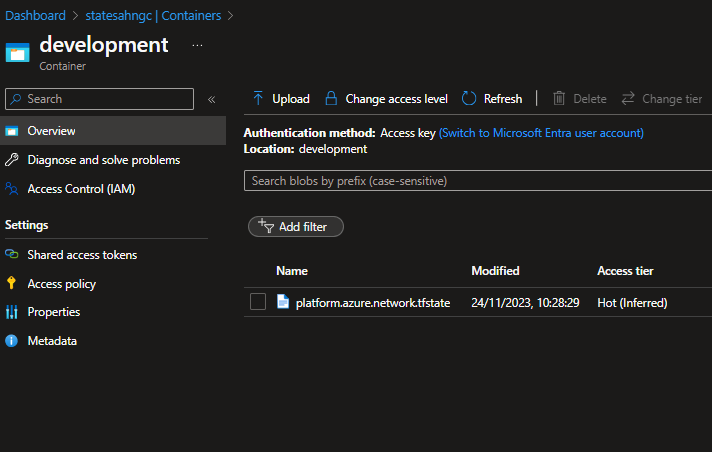 Dashboard > statesahngc | Containers >
development ...
Container
Search «
Overview
Diagnose and solve problems
Access Control (IAM)
Settings
Shared access tokens
Access policy
Properties
Metadata
Upload Change access level Refresh | Delete Change tier
Authentication method: Access key (Switch to Microsoft Entra user account)
Location: development
Search blobs by prefix (case-sensitive)
Add filter
Name Modified Access tier
platform.azure.network.tfstate 24/11/2023, 10:28:29 Hot (Inferred)